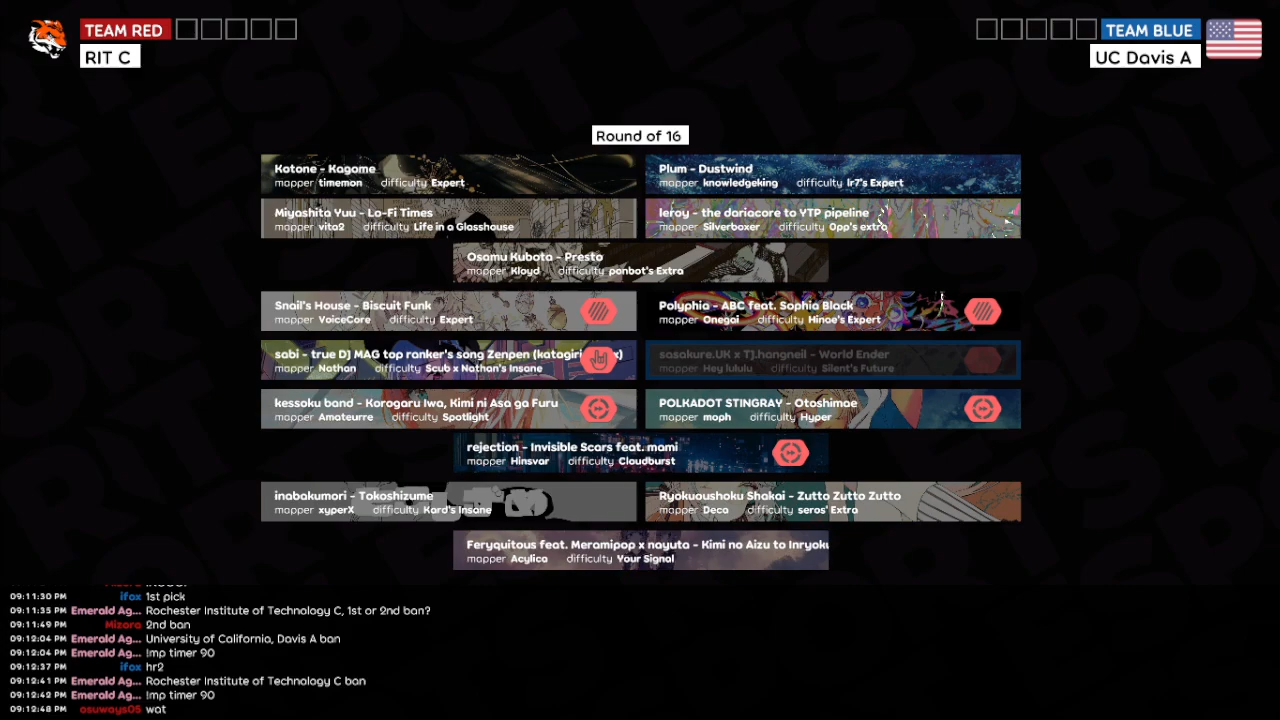 TEAM RED
RIT C
TEAM BLUE
UC Davis A
Round of 16
Kotone - Kagome
mapper timemon difficulty Expert
Plum - Dustwind
mapper knowledgeking difficulty lr7's Expert
Miyashita Yuu - Lo-Fi Times
mapper vita2 difficulty Life in a Glasshouse
leroy - the dariacore to YTP pipeline
mapper Silverboxer difficulty Opp's extra
Osamu Kubota - Presto
mapper Kloyd difficulty ponbot's Extra
Snail's House - Biscuit Funk
mapper VoiceCore difficulty Expert
Polyphia - ABC feat. Sophia Black
mapper Onegai difficulty Hinae's Expert
sabi - true DJ MAG top ranker's song Zenpen (katagiri
mapper Nathan difficulty Scub x Nathan's Insane
sasakure.UK x TJ.hangneil - World Ender
mapper Hey lululu difficulty Silent's Future
kessoku band - Korogaru Iwa, Kimi ni Asa ga Furu
mapper Amateurre difficulty Spotlight
POLKADOT STINGRAY - Otoshimae
mapper moph difficulty Hyper
rejection - Invisible Scars feat. mami
mapper Hinsvar difficulty Cloudburst
inabakumori - Tokoshizume
mapper xyperX difficulty Kard's Insane
Ryokuoushoku Shakai - Zutto Zutto Zutto
mapper Deca difficulty seros' Extra
Feryquitous feat. Meramipop x nayuta - Kimi no Aizu to Inryoku
mapper Acylica difficulty Your Signal
09:11:30 PM ifox 1st pick
09:11:35 PM Emerald Ag... Rochester Institute of Technology C, 1st or 2nd ban?
09:11:49 PM Mizora 2nd ban
09:12:04 PM Emerald Ag... University of California, Davis A ban
09:12:04 PM Emerald Ag... !mp timer 90
09:12:37 PM ifox hr2
09:12:41 PM Emerald Ag... Rochester Institute of Technology C ban
09:12:42 PM Emerald Ag... !mp timer 90
09:12:48 PM osuways05 wat